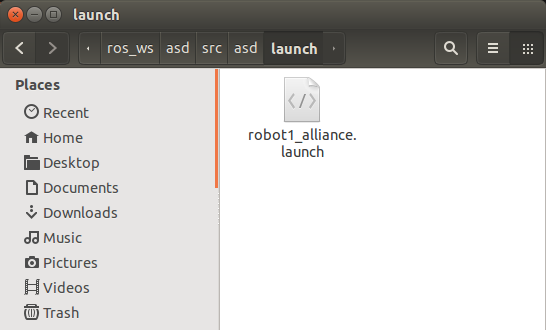 launch
ros_ws asd src asd launch
Places
Recent
Home
Desktop
Documents
Downloads
Music
Pictures
Videos
Trash
robot1_alliance.
launch